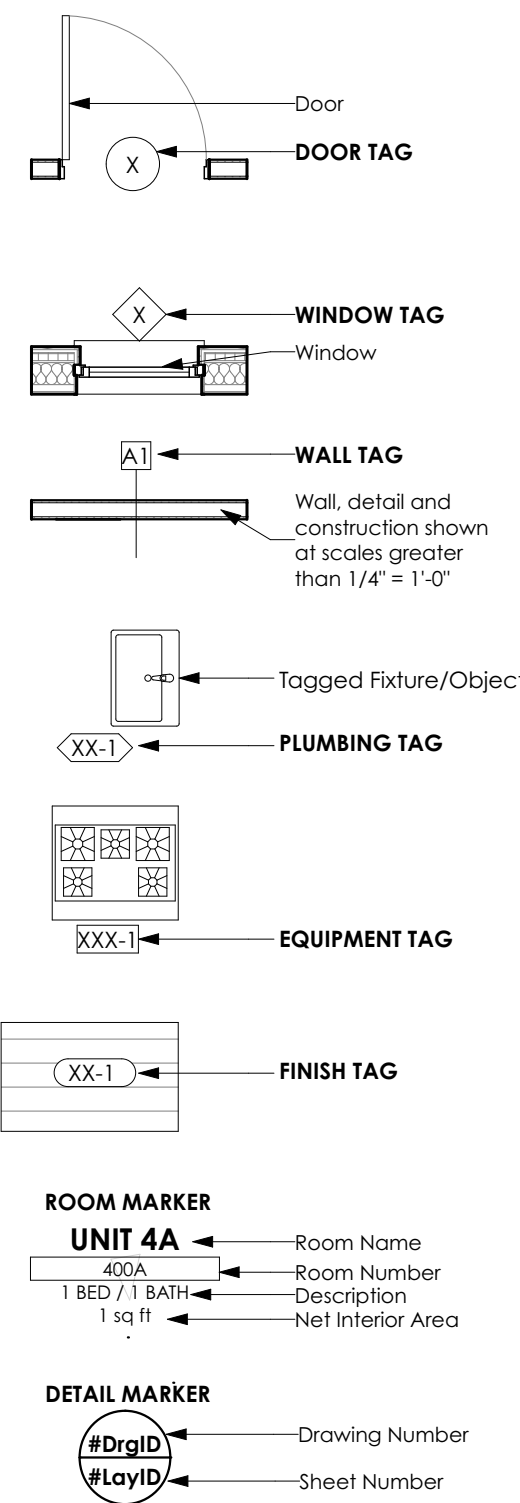 Door
X
DOOR TAG
X
WINDOW TAG
Window
A1
WALL TAG
Wall, detail and
construction shown
at scales greater
than 1/4" = 1'-0"
Tagged Fixture/Object
XX-1
PLUMBING TAG
XXX-1
EQUIPMENT TAG
XX-1
FINISH TAG
ROOM MARKER
UNIT 4A
Room Name
400A
Room Number
1 BED / 1 BATH
Description
1 sq ft
Net Interior Area
DETAIL MARKER
#DrgID
Drawing Number
#LayID
Sheet Number